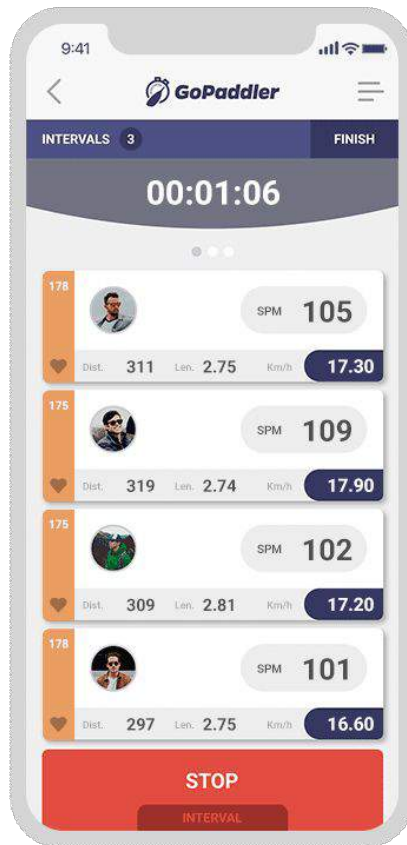 9:41
GoPaddler
INTERVALS 3 FINISH
00:01:06
178
SPM 105
Dist. 311 Len. 2.75 Km/h 17.30
175
SPM 109
Dist. 319 Len. 2.74 Km/h 17.90
175
SPM 102
Dist. 309 Len. 2.81 Km/h 17.20
178
SPM 101
Dist. 297 Len. 2.75 Km/h 16.60
STOP
INTERVAL